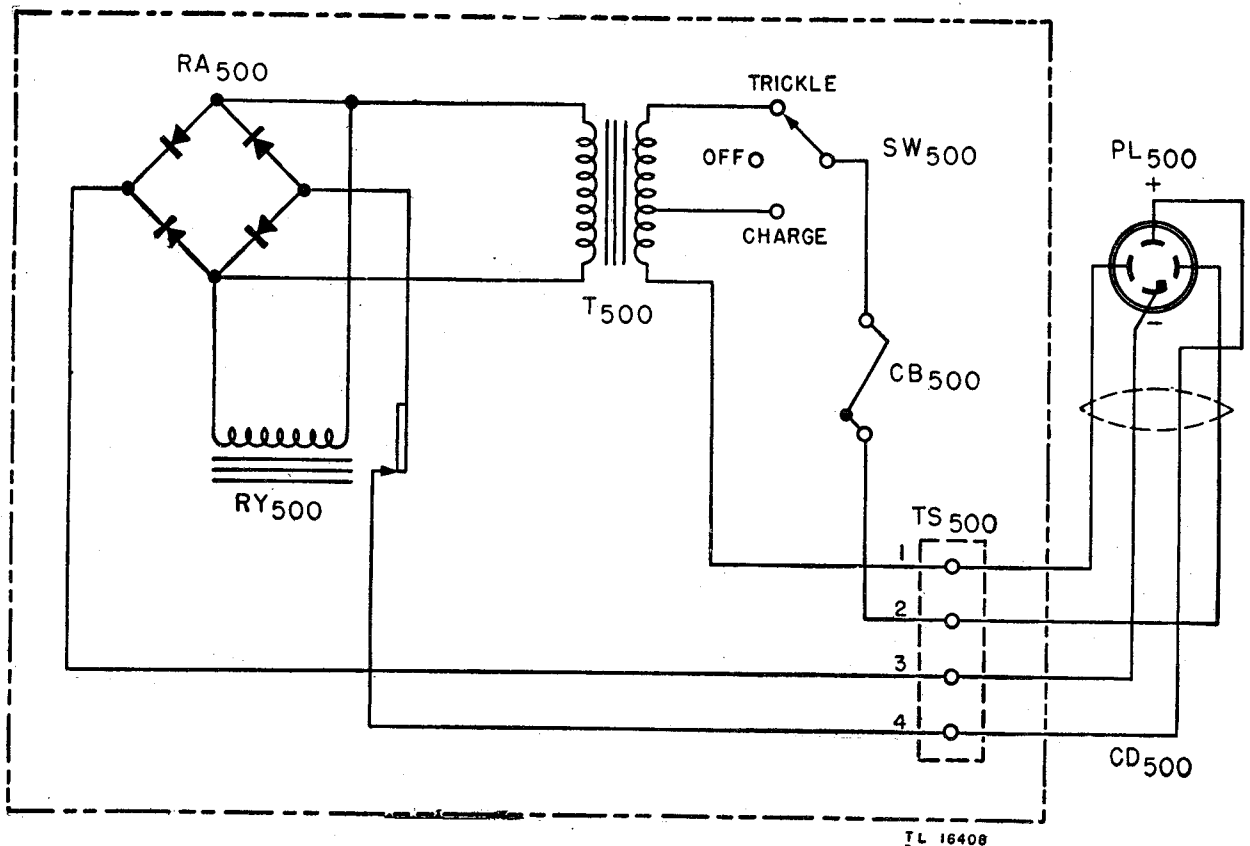 RA500
TRICKLE
SW500
OFF
CHARGE
PL500
+
T500
-
CB500
RY500
TS500
1
2
3
4
CD500
TL 16408